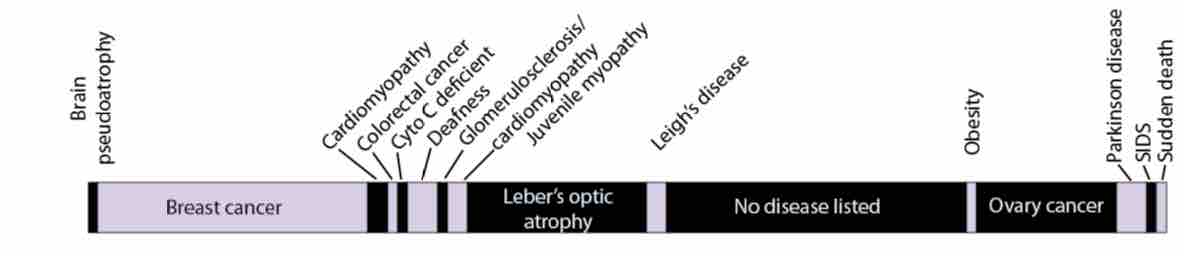 Brain
pseudoatrophy
Cardiomyopathy
Colorectal cancer
Cyto C deficient
Deafness
Glomerulosclerosis/
cardiomyopathy
Juvenile myopathy
Leigh's disease
Obesity
Parkinson disease
SIDS
Sudden death
Breast cancer
Leber's optic
atrophy
No disease listed
Ovary cancer